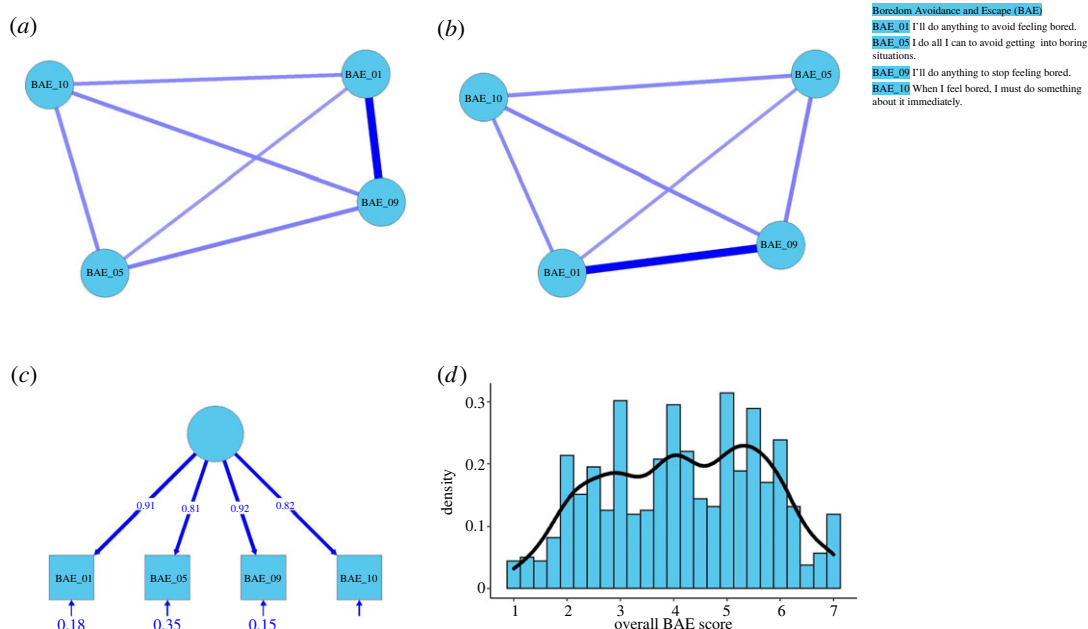 (a)
BAE_10
BAE_01
BAE_09
BAE_05
(b)
BAE_10
BAE_05
BAE_09
BAE_01
Boredom Avoidance and Escape (BAE)
BAE_01 I'll do anything to avoid feeling bored.
BAE_05 I do all I can to avoid getting into boring
situations.
BAE_09 I'll do anything to stop feeling bored.
BAE_10 When I feel bored, I must do something
about it immediately.
(c)
0.91 0.81 0.92 0.82
BAE_01 BAE_05 BAE_09 BAE_10
0.18 0.35 0.15
(d)
density
0.3
0.2
0.1
0
1 2 3 4 5 6 7
overall BAE score